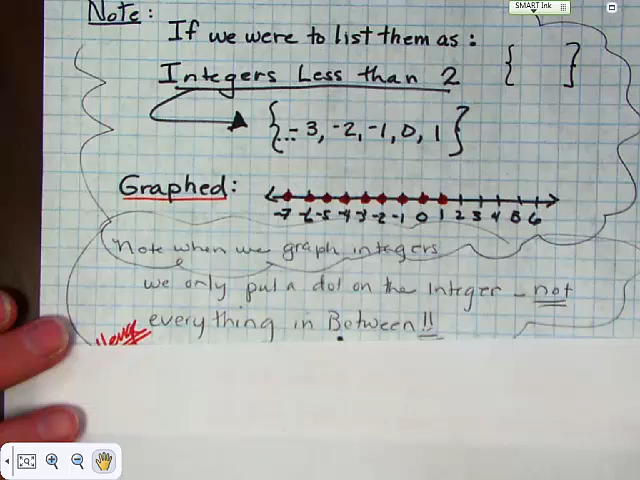 SMART Ink
Note:
If we were to list them as : { }
Integers Less than 2
{... -3, -2, -1, 0, 1 }
Graphed:
-7 -6 -5 -4 -3 -2 -1 0 1 2 3 4 5 6
Note when we graph integers
we only put a dot on the Integer - not
everything in Between!!